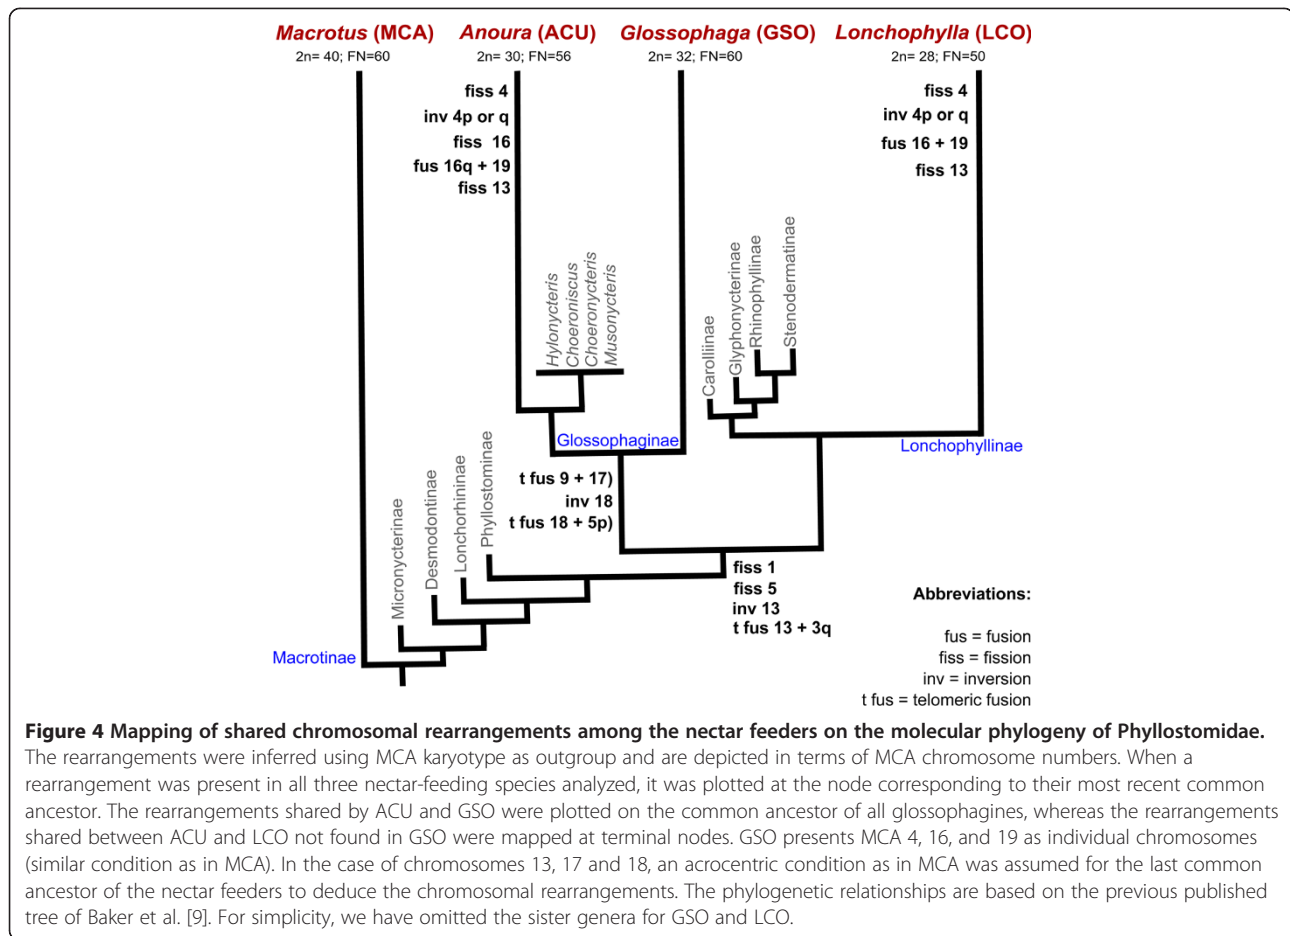 Macrotus (MCA) Anoura (ACU) Glossophaga (GSO) Lonchophylla (LCO)
2n= 40; FN=60 2n= 30; FN=56 2n= 32; FN=60 2n= 28; FN=50
fiss 4
inv 4p or q
fiss 16
fus 16q + 19
fiss 13
fiss 4
inv 4p or q
fus 16 + 19
fiss 13
Hylonycteris
Choeroniscus
Choeronycteris
Musonycteris
Carolliinae
Glyphonycterinae
Rhinophyllinae
Stenodermatinae
Glossophaginae
Lonchophyllinae
t fus 9 + 17)
inv 18
t fus 18 + 5p)
Micronycterinae
Desmodontinae
Lonchorhininae
Phyllostominae
fiss 1
fiss 5
inv 13
t fus 13 + 3q
Macrotinae
Abbreviations:
fus = fusion
fiss = fission
inv = inversion
t fus = telomeric fusion
Figure 4 Mapping of shared chromosomal rearrangements among the nectar feeders on the molecular phylogeny of Phyllostomidae.
The rearrangements were inferred using MCA karyotype as outgroup and are depicted in terms of MCA chromosome numbers. When a
rearrangement was present in all three nectar-feeding species analyzed, it was plotted at the node corresponding to their most recent common
ancestor. The rearrangements shared by ACU and GSO were plotted on the common ancestor of all glossophagines, whereas the rearrangements
shared between ACU and LCO not found in GSO were mapped at terminal nodes. GSO presents MCA 4, 16, and 19 as individual chromosomes
(similar condition as in MCA). In the case of chromosomes 13, 17 and 18, an acrocentric condition as in MCA was assumed for the last common
ancestor of the nectar feeders to deduce the chromosomal rearrangements. The phylogenetic relationships are based on the previous published
tree of Baker et al. [9]. For simplicity, we have omitted the sister genera for GSO and LCO.